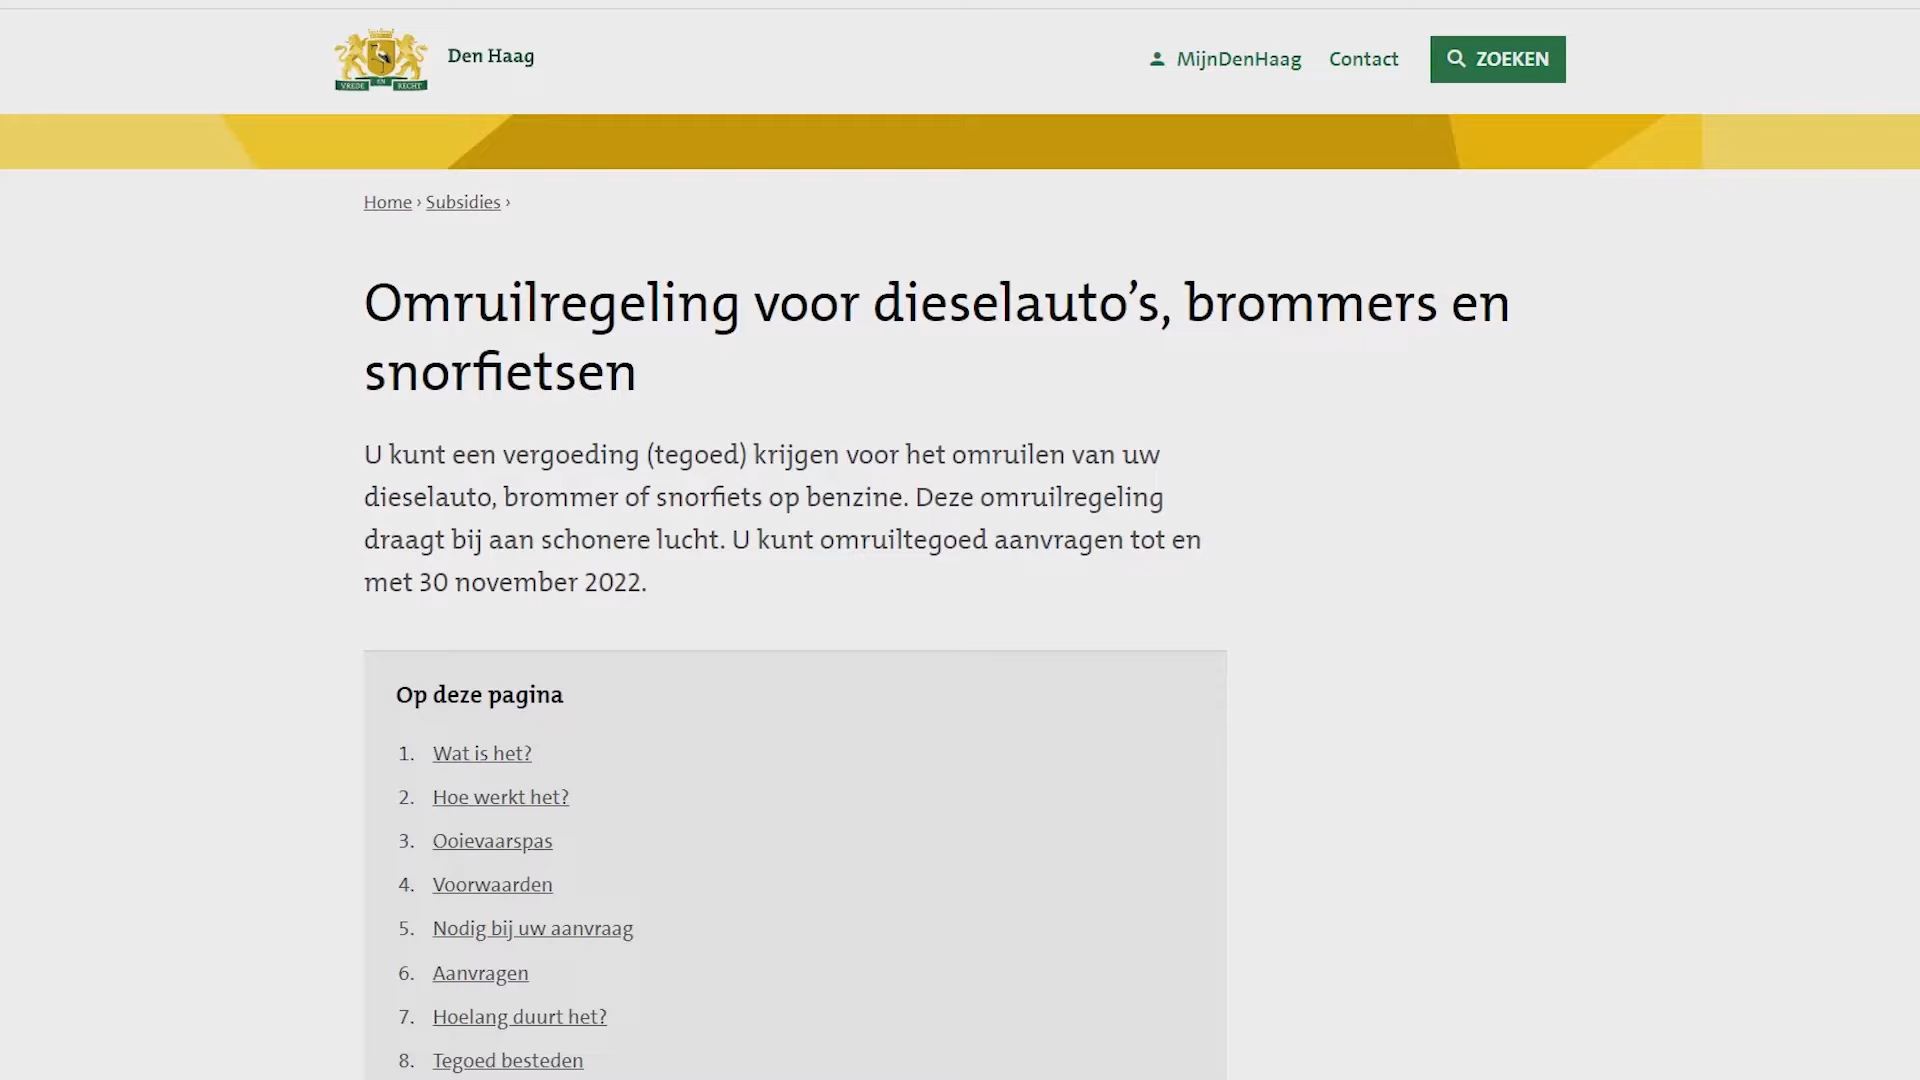 VREDE EN RECHT
Den Haag
MijnDenHaag
Contact
ZOEKEN
Home › Subsidies ›
Omruilregeling voor dieselauto’s, brommers en
snorfietsen
U kunt een vergoeding (tegoed) krijgen voor het omruilen van uw
dieselauto, brommer of snorfiets op benzine. Deze omruilregeling
draagt bij aan schonere lucht. U kunt omruiltegoed aanvragen tot en
met 30 november 2022.
Op deze pagina
1. Wat is het?
2. Hoe werkt het?
3. Ooievaarspas
4. Voorwaarden
5. Nodig bij uw aanvraag
6. Aanvragen
7. Hoelang duurt het?
8. Tegoed besteden